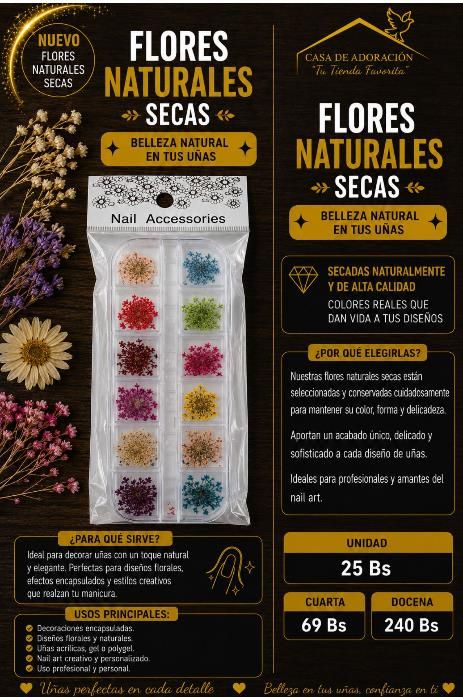 NUEVO
FLORES
NATURALES
SECAS
FLORES
NATURALES
SECAS
BELLEZA NATURAL
EN TUS UÑAS
Nail Accessories
¿PARA QUÉ SIRVE?
Ideal para decorar uñas con un toque natural
y elegante. Perfectas para diseños florales,
efectos encapsulados y estilos creativos
que realzan tu manicura.
USOS PRINCIPALES:
Decoraciones encapsuladas.
Diseños florales y naturales.
Uñas acrílicas, gel o polygel.
Nail art creativo y personalizado.
Uso profesional y personal.
Uñas perfectas en cada detalle
CASA DE ADORACIÓN
"Tu Tienda Favorita"
FLORES
NATURALES
SECAS
BELLEZA NATURAL
EN TUS UÑAS
SECADAS NATURALMENTE
Y DE ALTA CALIDAD
COLORES REALES QUE
DAN VIDA A TUS DISEÑOS
¿POR QUÉ ELEGIRLAS?
Nuestras flores naturales secas están
seleccionadas y conservadas cuidadosamente
para mantener su color, forma y delicadeza.
Aportan un acabado único, delicado y
sofisticado a cada diseño de uñas.
Ideales para profesionales y amantes del
nail art.
UNIDAD
25 Bs
CUARTA
69 Bs
DOCENA
240 Bs
Belleza en tus unas, confianza en ti